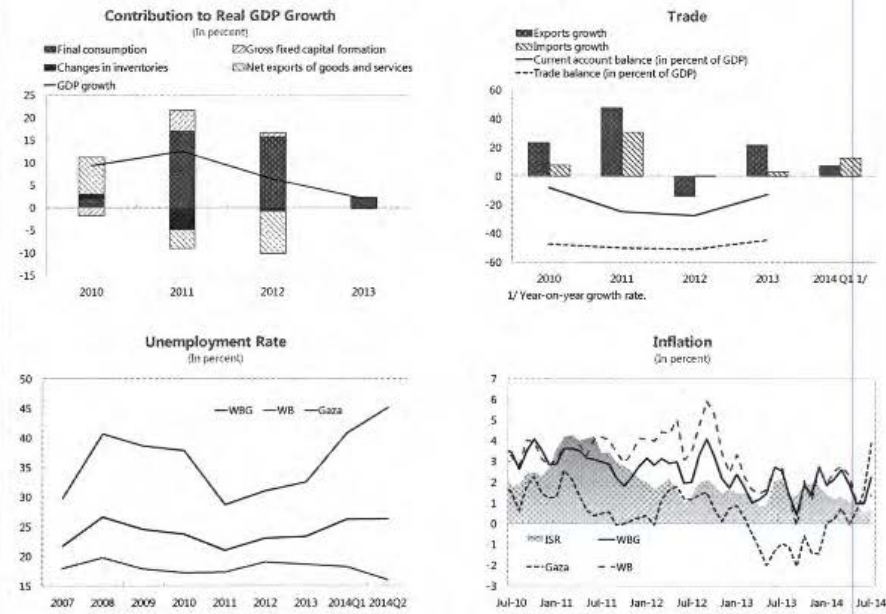 Contribution to Real GDP Growth
(In percent)
Final consumption
Gross fixed capital formation
Changes in inventories
Net exports of goods and services
GDP growth
25
20
15
10
5
0
-5
-10
-15
2010 2011 2012 2013
Trade
Exports growth
Imports growth
Current account balance (in percent of GDP)
Trade balance (in percent of GDP)
60
40
20
0
-20
-40
-60
2010 2011 2012 2013 2014 Q1 1/
1/ Year-on-year growth rate.
Unemployment Rate
(In percent)
WBG WB Gaza
50
45
40
35
30
25
20
15
2007 2008 2009 2010 2011 2012 2013 2014Q1 2014Q2
Inflation
(In percent)
7
6
5
4
3
2
1
0
-1
-2
-3
ISR WBG
Gaza WB
Jul-10 Jan-11 Jul-11 Jan-12 Jul-12 Jan-13 Jul-13 Jan-14 Jul-14